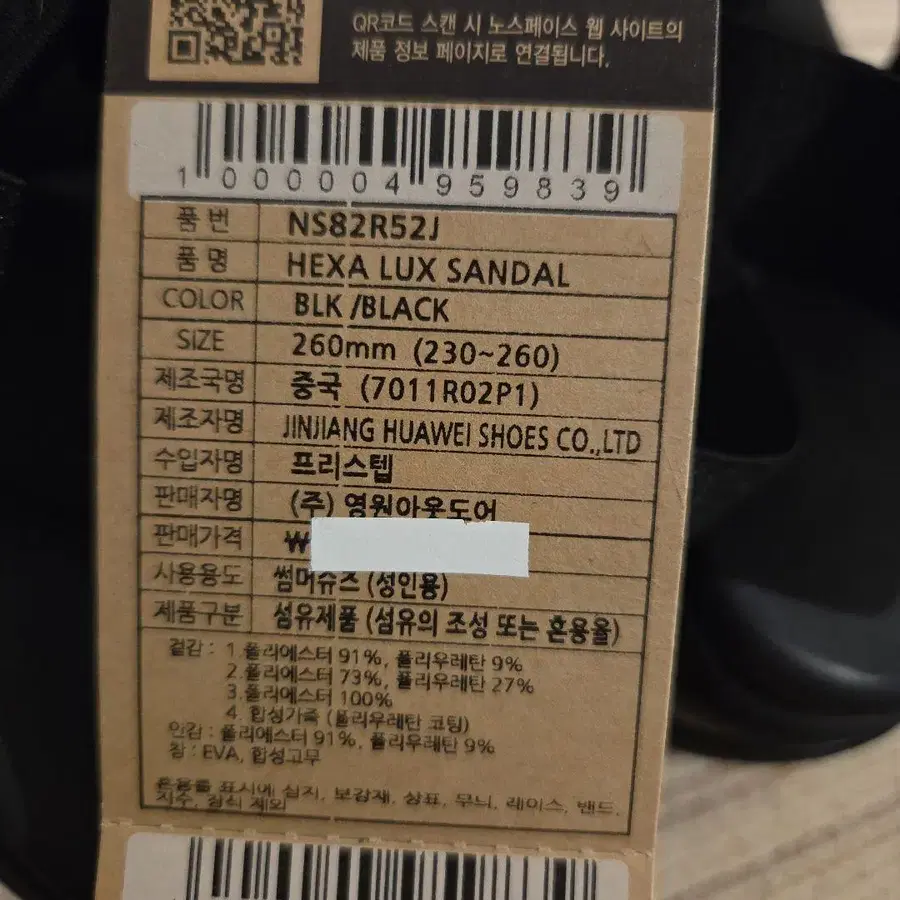 QR코드 스캔 시 노스페이스 웹 사이트의
제품 정보 페이지로 연결됩니다.
1 000004 959839
품 번 NS82R52J
품 명 HEXA LUX SANDAL
COLOR BLK /BLACK
SIZE 260mm (230~260)
제조국명 중국 (7011R02P1)
제조자명 JINJIANG HUAWEI SHOES CO.,LTD
수입자명 프리스텝
판매자명 (주) 영원아웃도어
판매가격 ₩
사용용도 썸머슈즈 (성인용)
제품구분 섬유제품 (섬유의 조성 또는 혼용율)
겉감 : 1.폴리에스터 91%, 폴리우레탄 9%
2.폴리에스터 73%, 폴리우레탄 27%
3.폴리에스터 100%
4. 합성가죽 (폴리우레탄 코팅)
안감 : 폴리에스터 91%, 폴리우레탄 9%
창 : EVA, 합성고무
혼용률 표시에 심지, 보강재, 상표, 무늬, 레이스, 밴드,
자수, 장식 제외